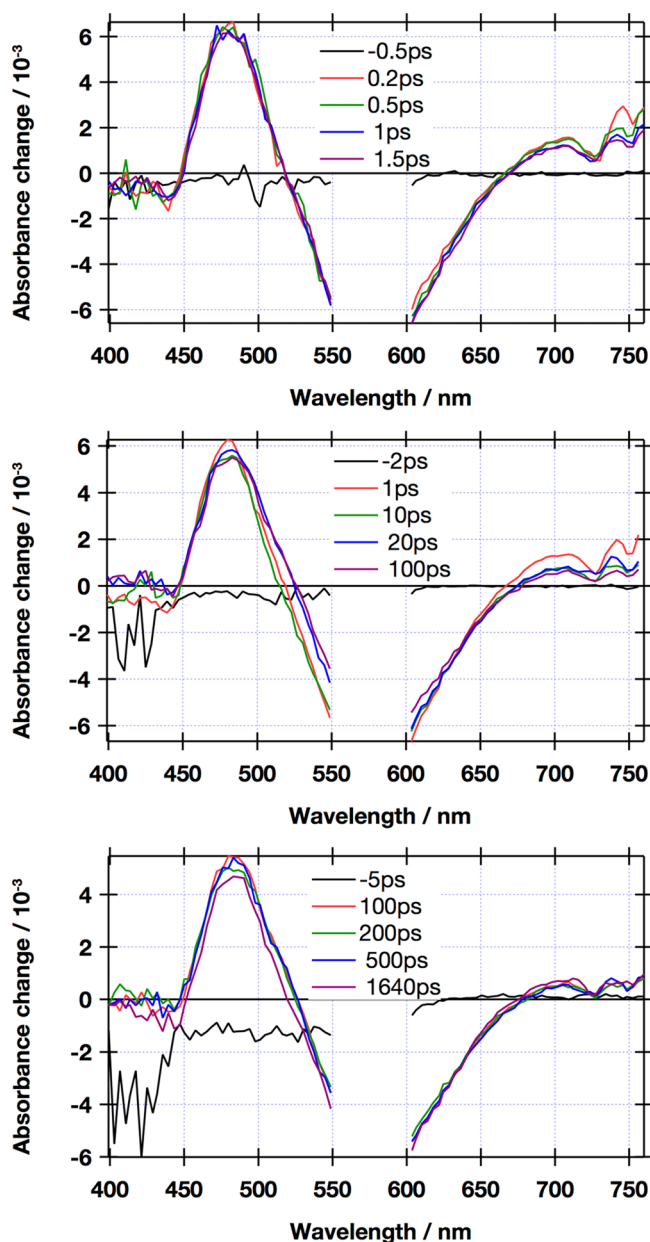 Absorbance change / 10⁻³
6
4
2
0
-2
-4
-6
-0.5ps
0.2ps
0.5ps
1ps
1.5ps
400 450 500 550 600 650 700 750
Wavelength / nm
Absorbance change / 10⁻³
6
4
2
0
-2
-4
-6
-2ps
1ps
10ps
20ps
100ps
400 450 500 550 600 650 700 750
Wavelength / nm
Absorbance change / 10⁻³
4
2
0
-2
-4
-6
-5ps
100ps
200ps
500ps
1640ps
400 450 500 550 600 650 700 750
Wavelength / nm